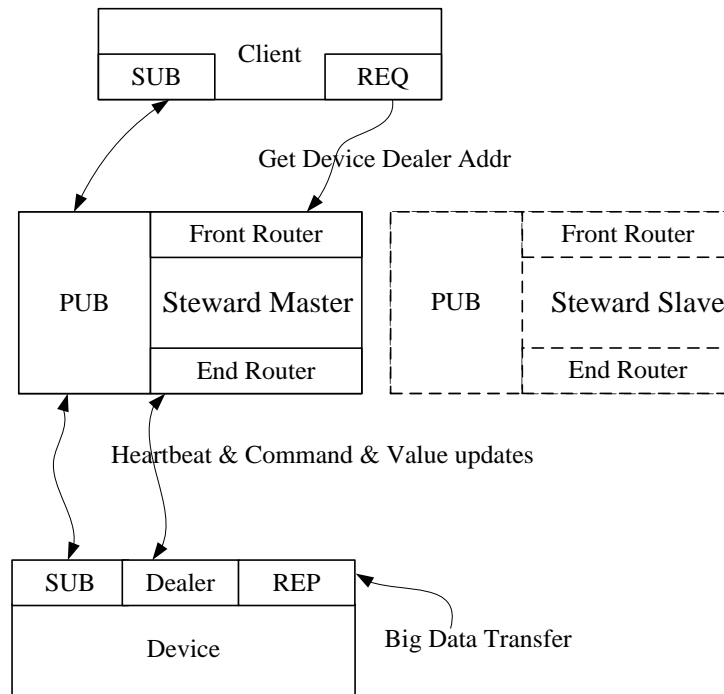 Client
SUB
REQ
Get Device Dealer Addr
Front Router
Front Router
PUB
Steward Master
PUB
Steward Slave
End Router
End Router
Heartbeat & Command & Value updates
SUB
Dealer
REP
Big Data Transfer
Device